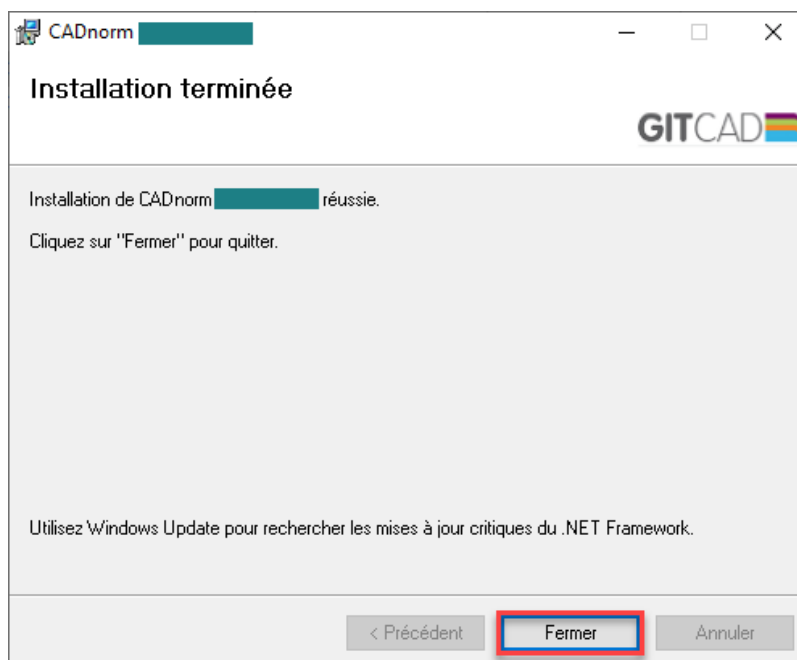 CADnorm
Installation terminée
GITCAD
Installation de CADnorm réussie.
Cliquez sur "Fermer" pour quitter.
Utilisez Windows Update pour rechercher les mises à jour critiques du .NET Framework.
< Précédent Fermer Annuler